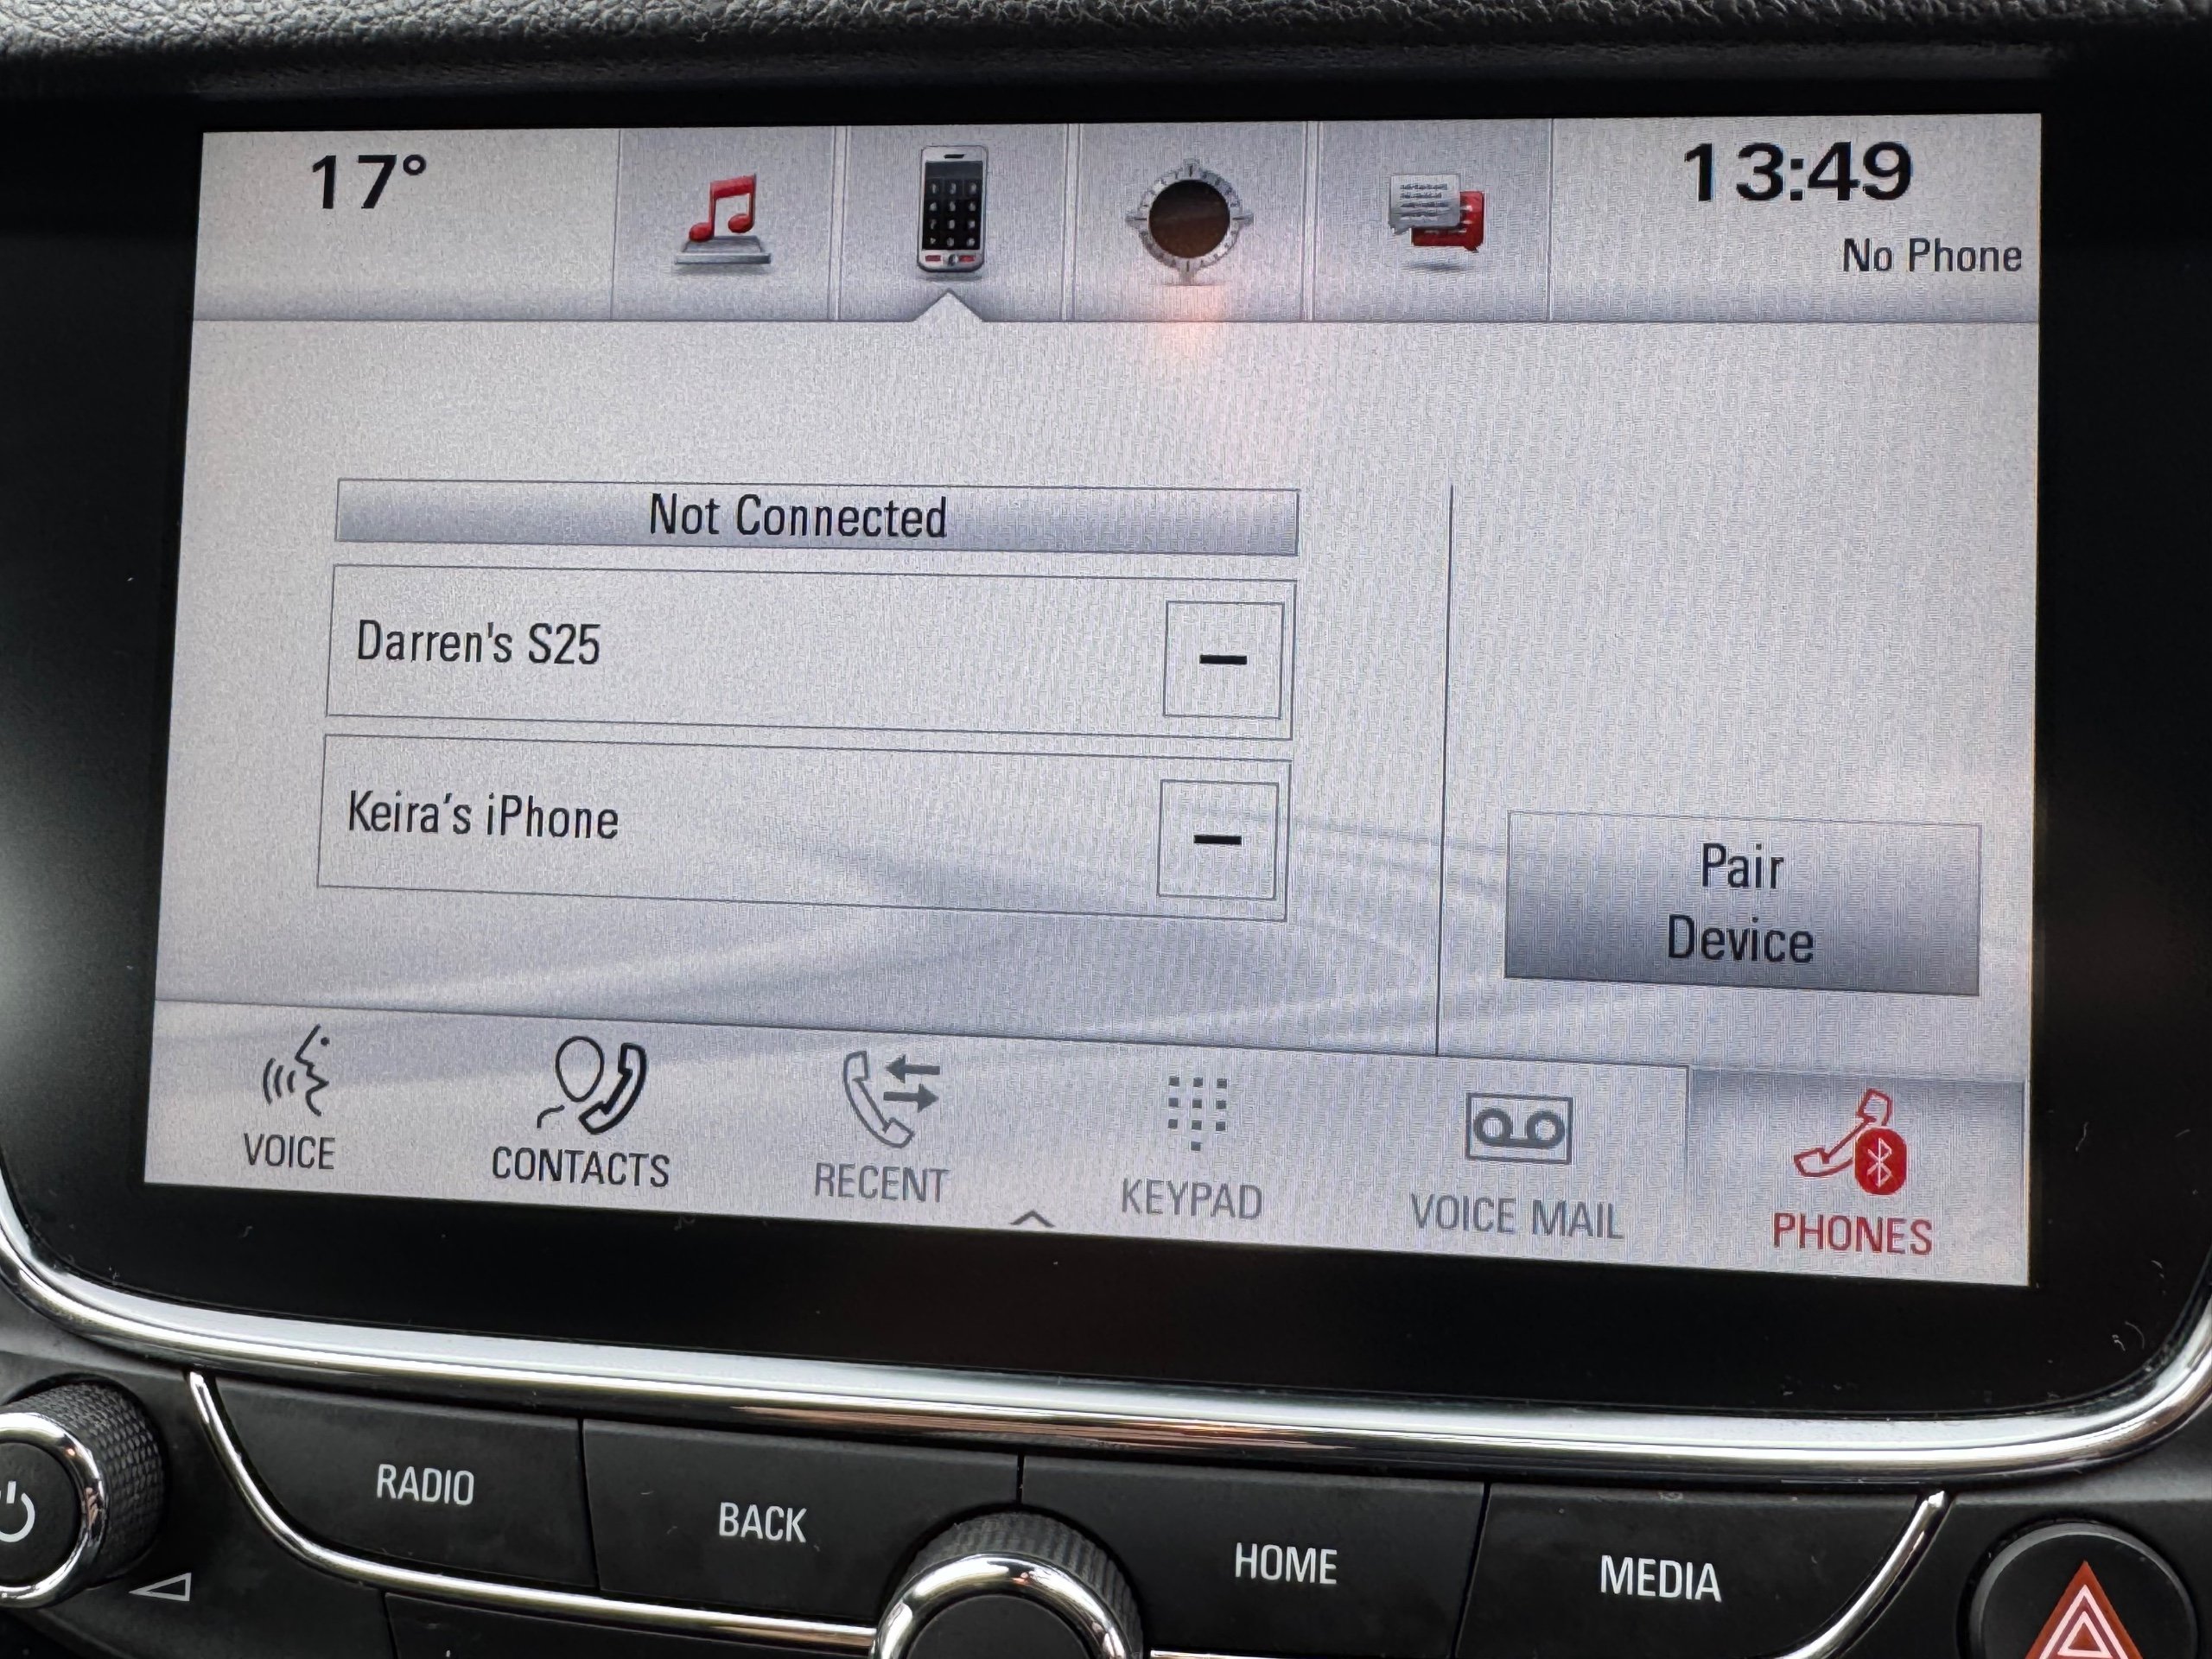 17°
13:49
No Phone
Not Connected
Darren's S25
Keira’s iPhone
Pair
Device
VOICE
CONTACTS
RECENT
KEYPAD
VOICE MAIL
PHONES
RADIO
BACK
HOME
MEDIA